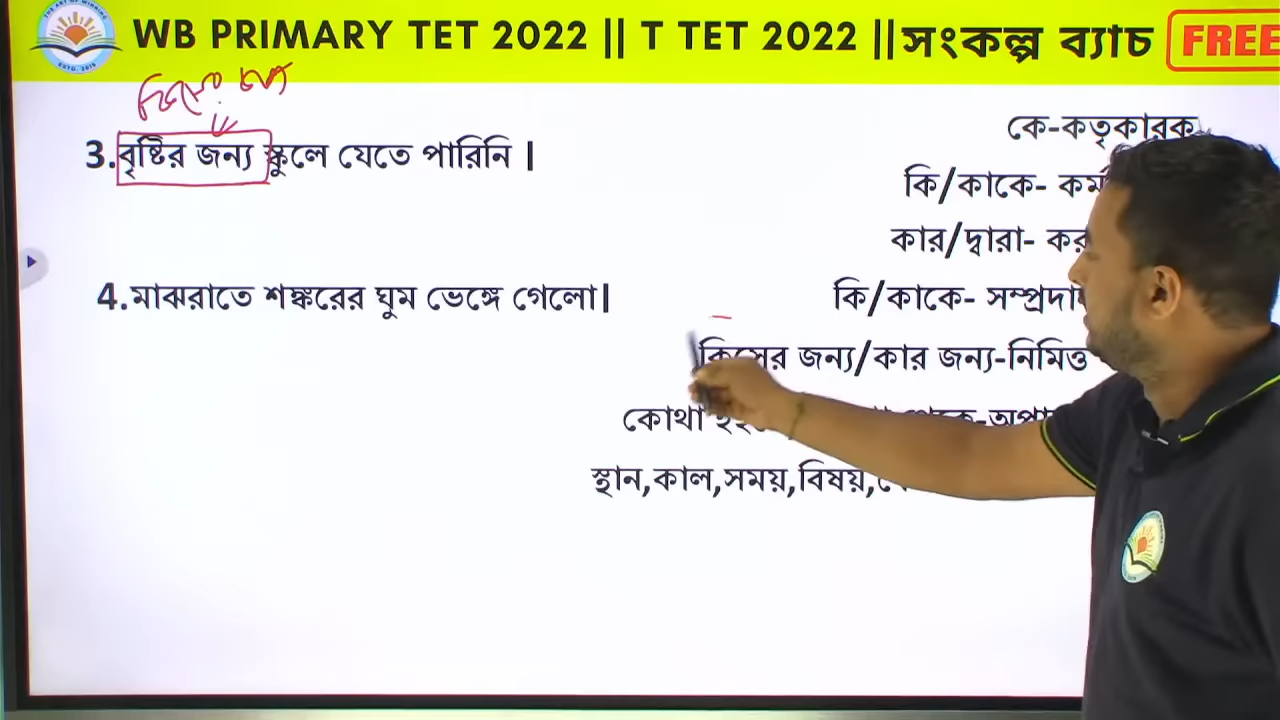 WB PRIMARY TET 2022 || T TET 2022 || সংকল্প ব্যাচ FREE
কিসের জন্য
3.বৃষ্টির জন্য স্কুলে যেতে পারিনি |
4.মাঝরাতে শঙ্করের ঘুম ভেঙ্গে গেলো|
কে-কতৃকারক
কি/কাকে- কর্ম
কার/দ্বারা- কর
কি/কাকে- সম্প্রদা
কিসের জন্য/কার জন্য-নিমিত্ত
কোথা
স্থান,কাল,সময়,বিষয়,